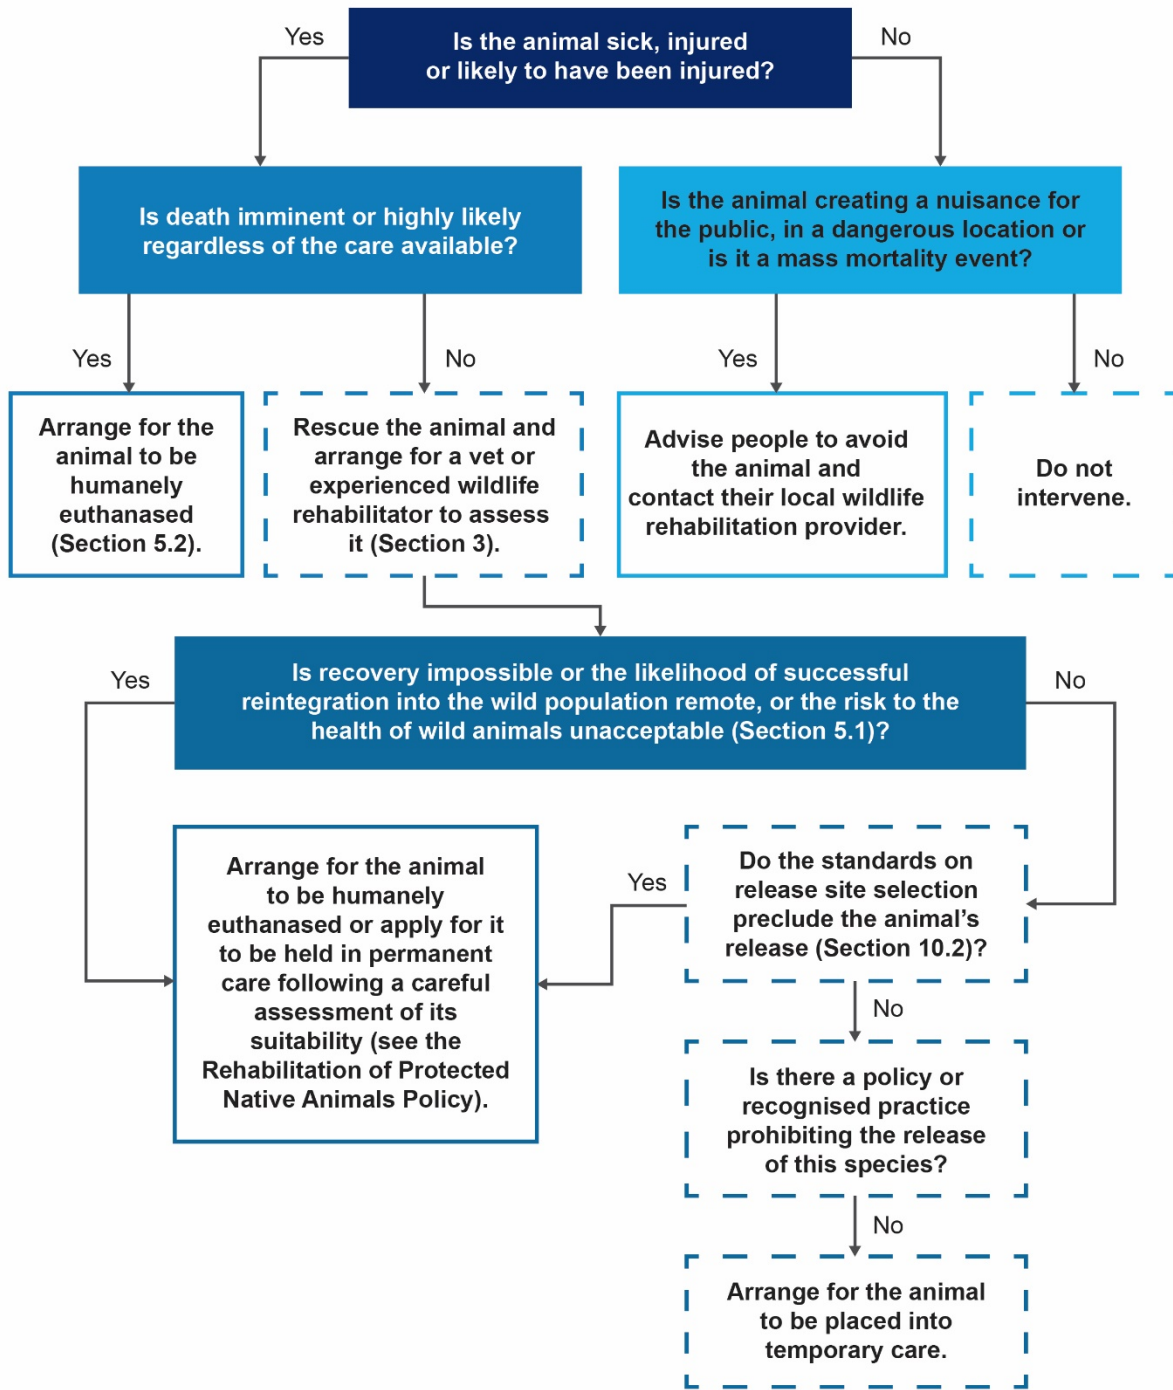 Yes
Is the animal sick, injured
or likely to have been injured?
No
Is death imminent or highly likely
regardless of the care available?
Is the animal creating a nuisance for
the public, in a dangerous location or
is it a mass mortality event?
Yes
No
Yes
No
Arrange for the
animal to be
humanely
euthanased
(Section 5.2).
Rescue the animal and
arrange for a vet or
experienced wildlife
rehabilitator to assess
it (Section 3).
Advise people to avoid
the animal and
contact their local wildlife
rehabilitation provider.
Do not
intervene.
Yes
Is recovery impossible or the likelihood of successful
reintegration into the wild population remote, or the risk to the
health of wild animals unacceptable (Section 5.1)?
No
Arrange for the animal
to be humanely
euthanased or apply for it
to be held in permanent
care following a careful
assessment of its
suitability (see the
Rehabilitation of Protected
Native Animals Policy).
Yes
Do the standards on
release site selection
preclude the animal’s
release (Section 10.2)?
No
Is there a policy or
recognised practice
prohibiting the release
of this species?
No
Arrange for the animal
to be placed into
temporary care.